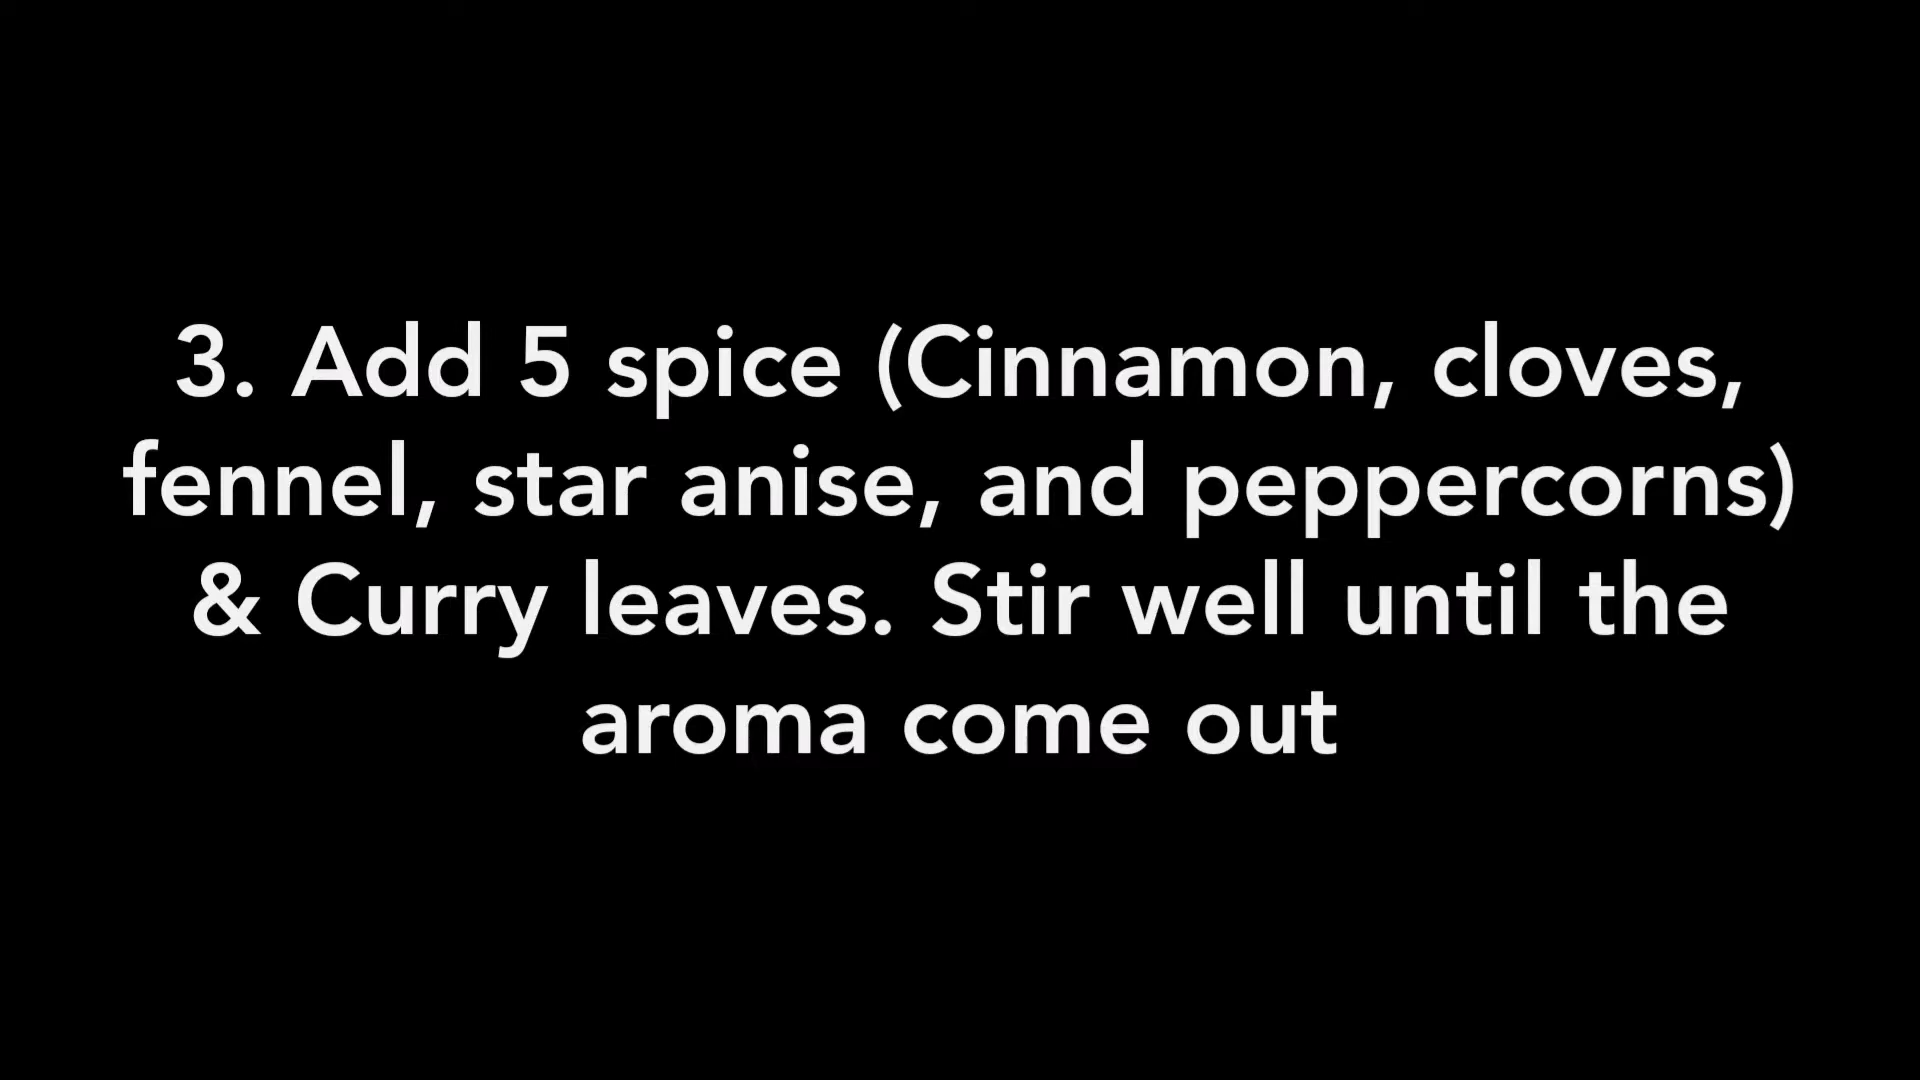 3. Add 5 spice (Cinnamon, cloves,
fennel, star anise, and peppercorns)
& Curry leaves. Stir well until the
aroma come out